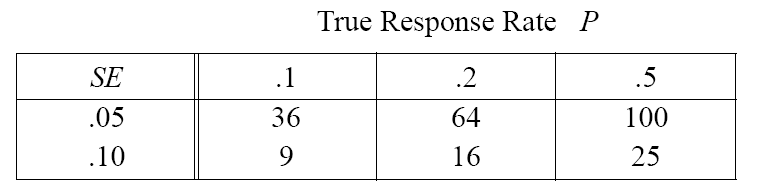 True Response Rate P
SE .1 .2 .5
.05 36 64 100
.10 9 16 25